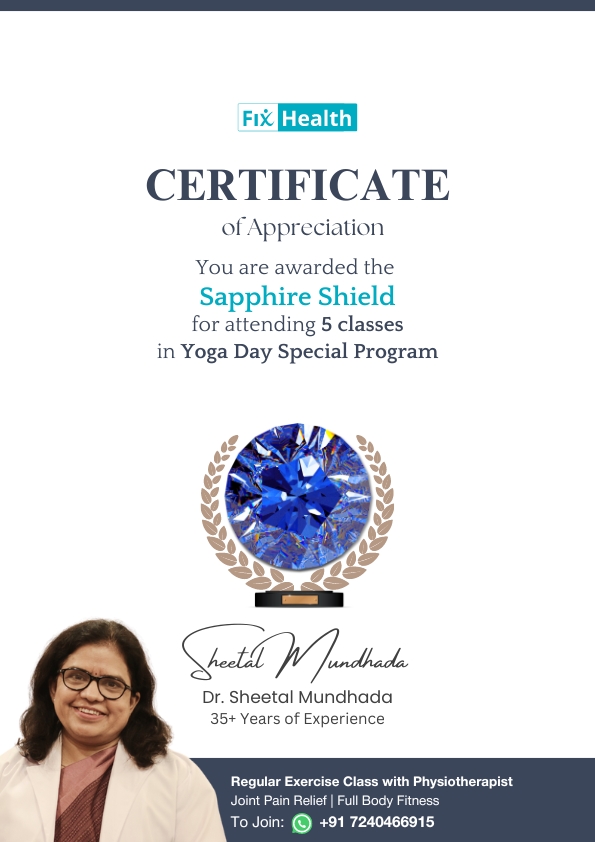 Fix Health
CERTIFICATE
of Appreciation
You are awarded the
Sapphire Shield
for attending 5 classes
in Yoga Day Special Program
Sheetal Mundhada
Dr. Sheetal Mundhada
35+ Years of Experience
Regular Exercise Class with Physiotherapist
Joint Pain Relief | Full Body Fitness
To Join: +91 7240466915